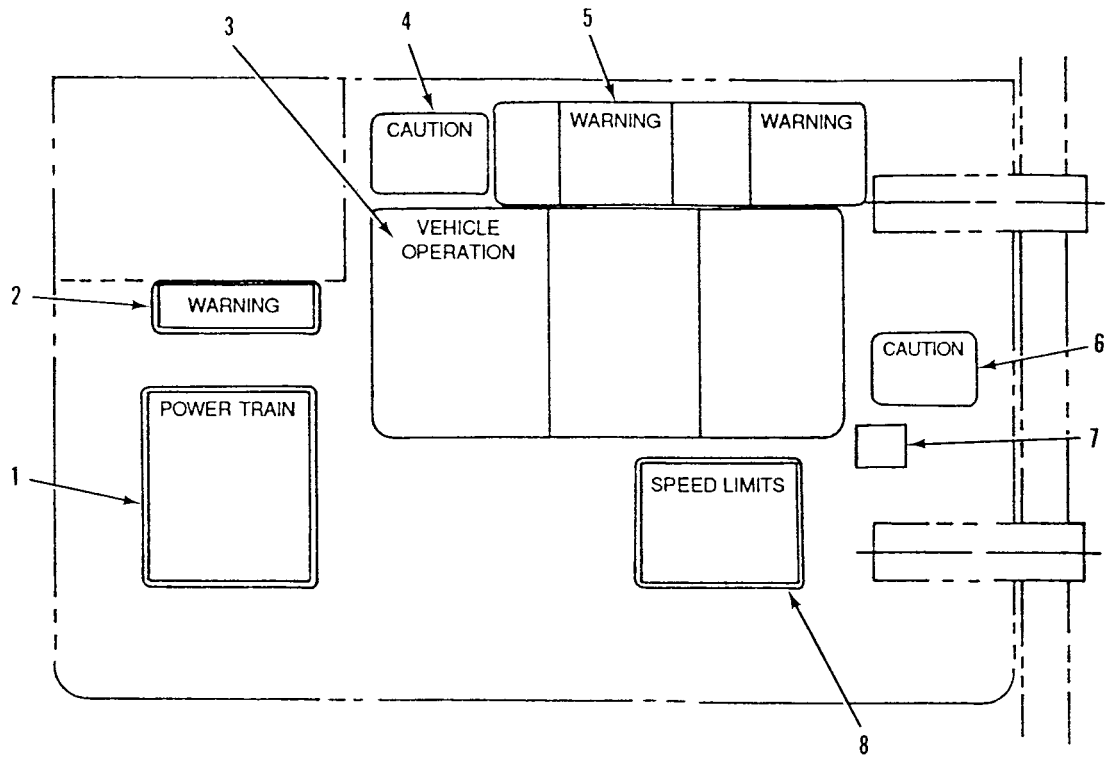 5
4
3
CAUTION
WARNING
WARNING
VEHICLE
OPERATION
2
WARNING
CAUTION
6
POWER TRAIN
7
1
SPEED LIMITS
8